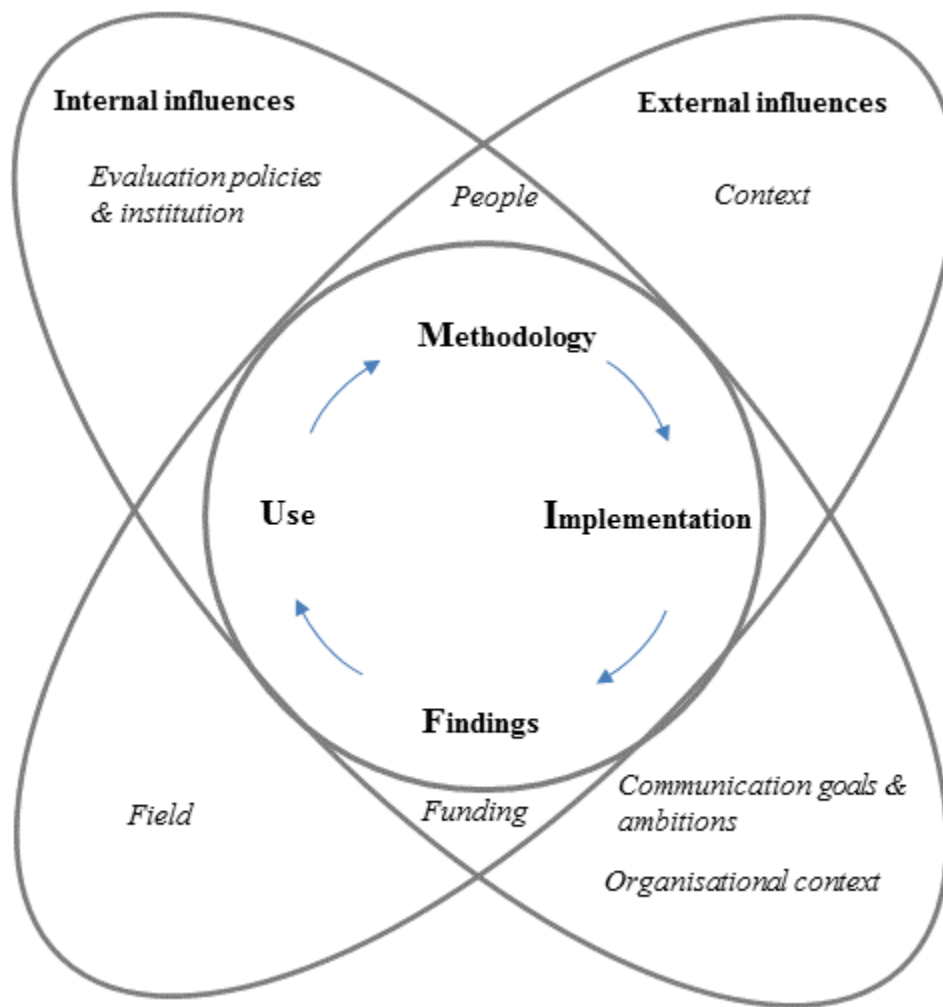 Internal influences
External influences
Evaluation policies
& institution
People
Context
Methodology
Use
Implementation
Findings
Field
Funding
Communication goals &
ambitions
Organisational context